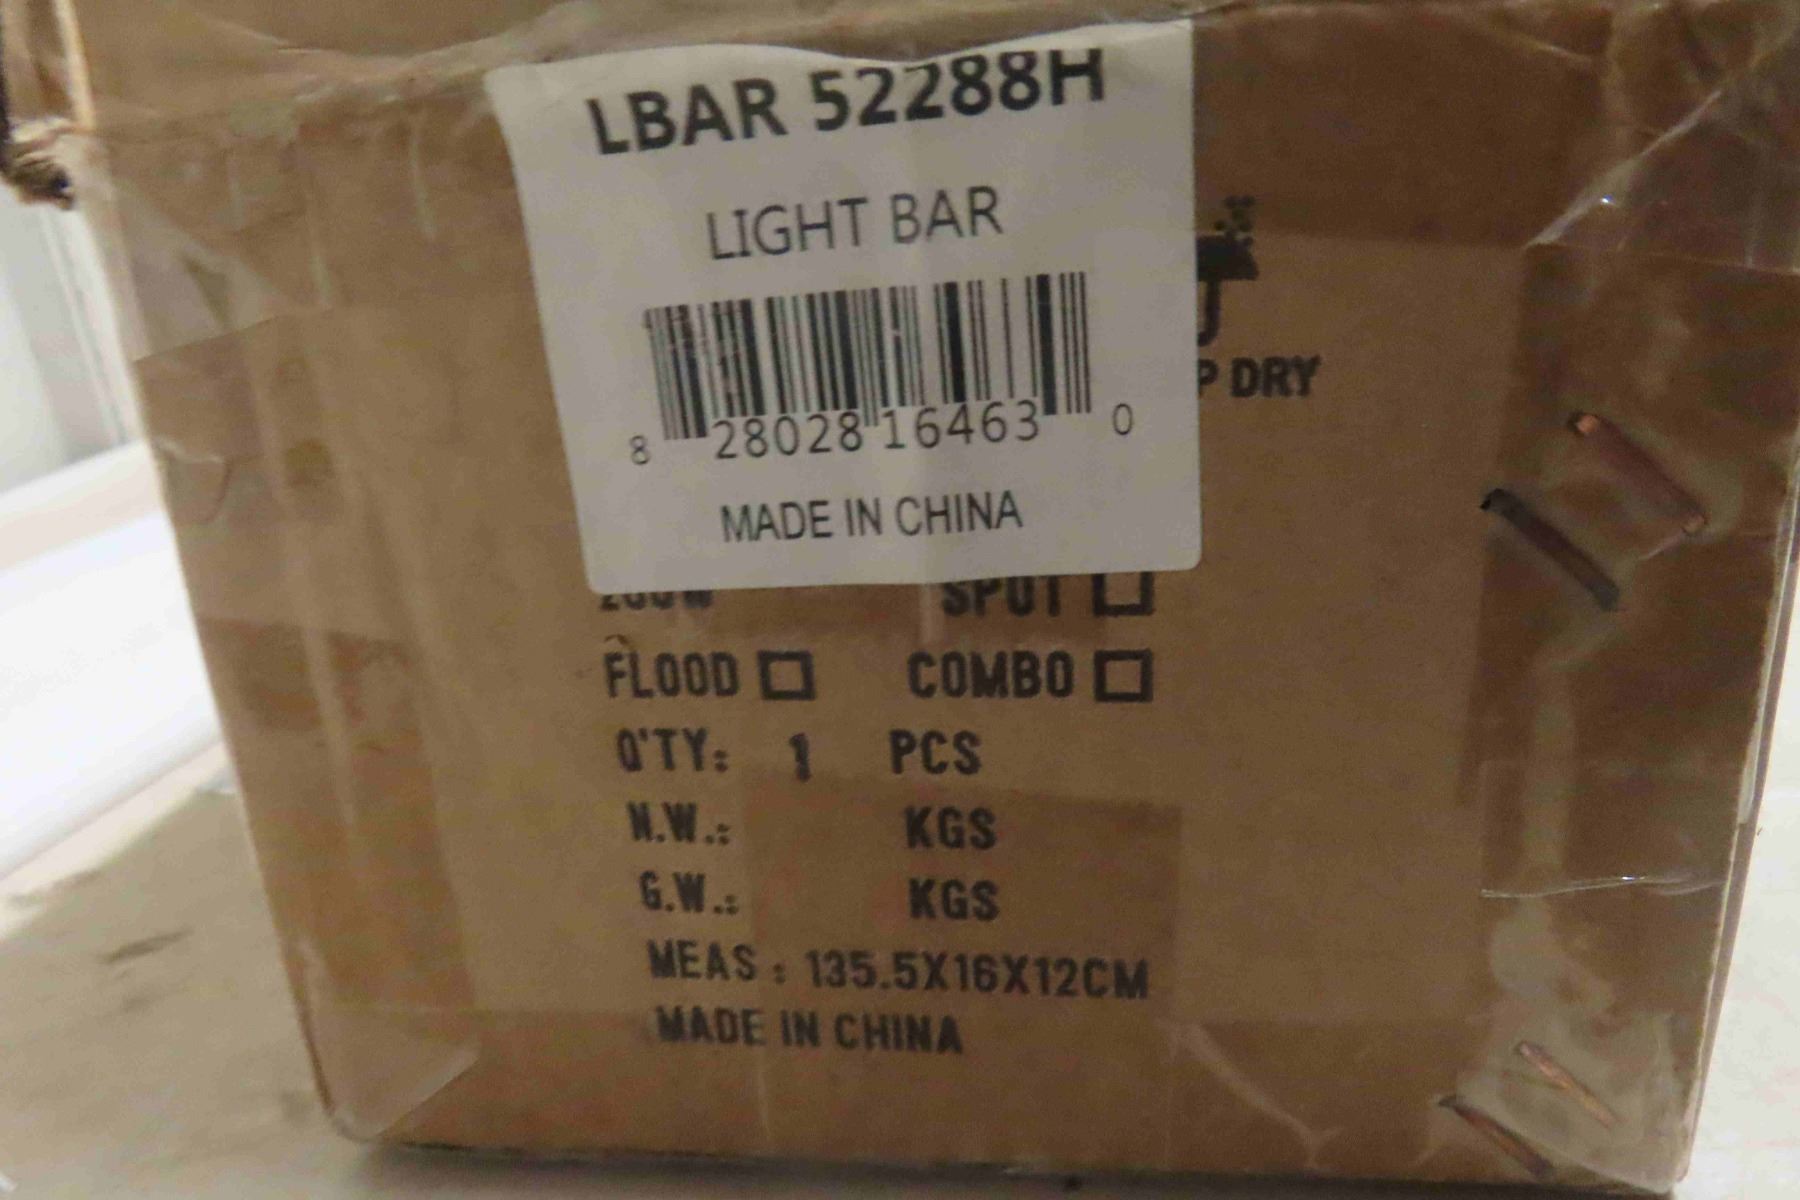 LBAR 52288H
LIGHT BAR
8 28028 16463 0
MADE IN CHINA
DRY
SPOT
FLOOD COMBO
Q'TY: 1 PCS
N.W.: KGS
G.W.: KGS
MEAS : 135.5X16X12CM
MADE IN CHINA